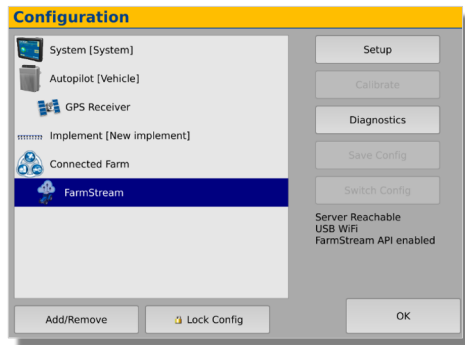 Configuration
System [System]
Autopilot [Vehicle]
GPS Receiver
Implement [New implement]
Connected Farm
FarmStream
Setup
Calibrate
Diagnostics
Save Config
Switch Config
Server Reachable
USB WiFi
FarmStream API enabled
Add/Remove
Lock Config
OK